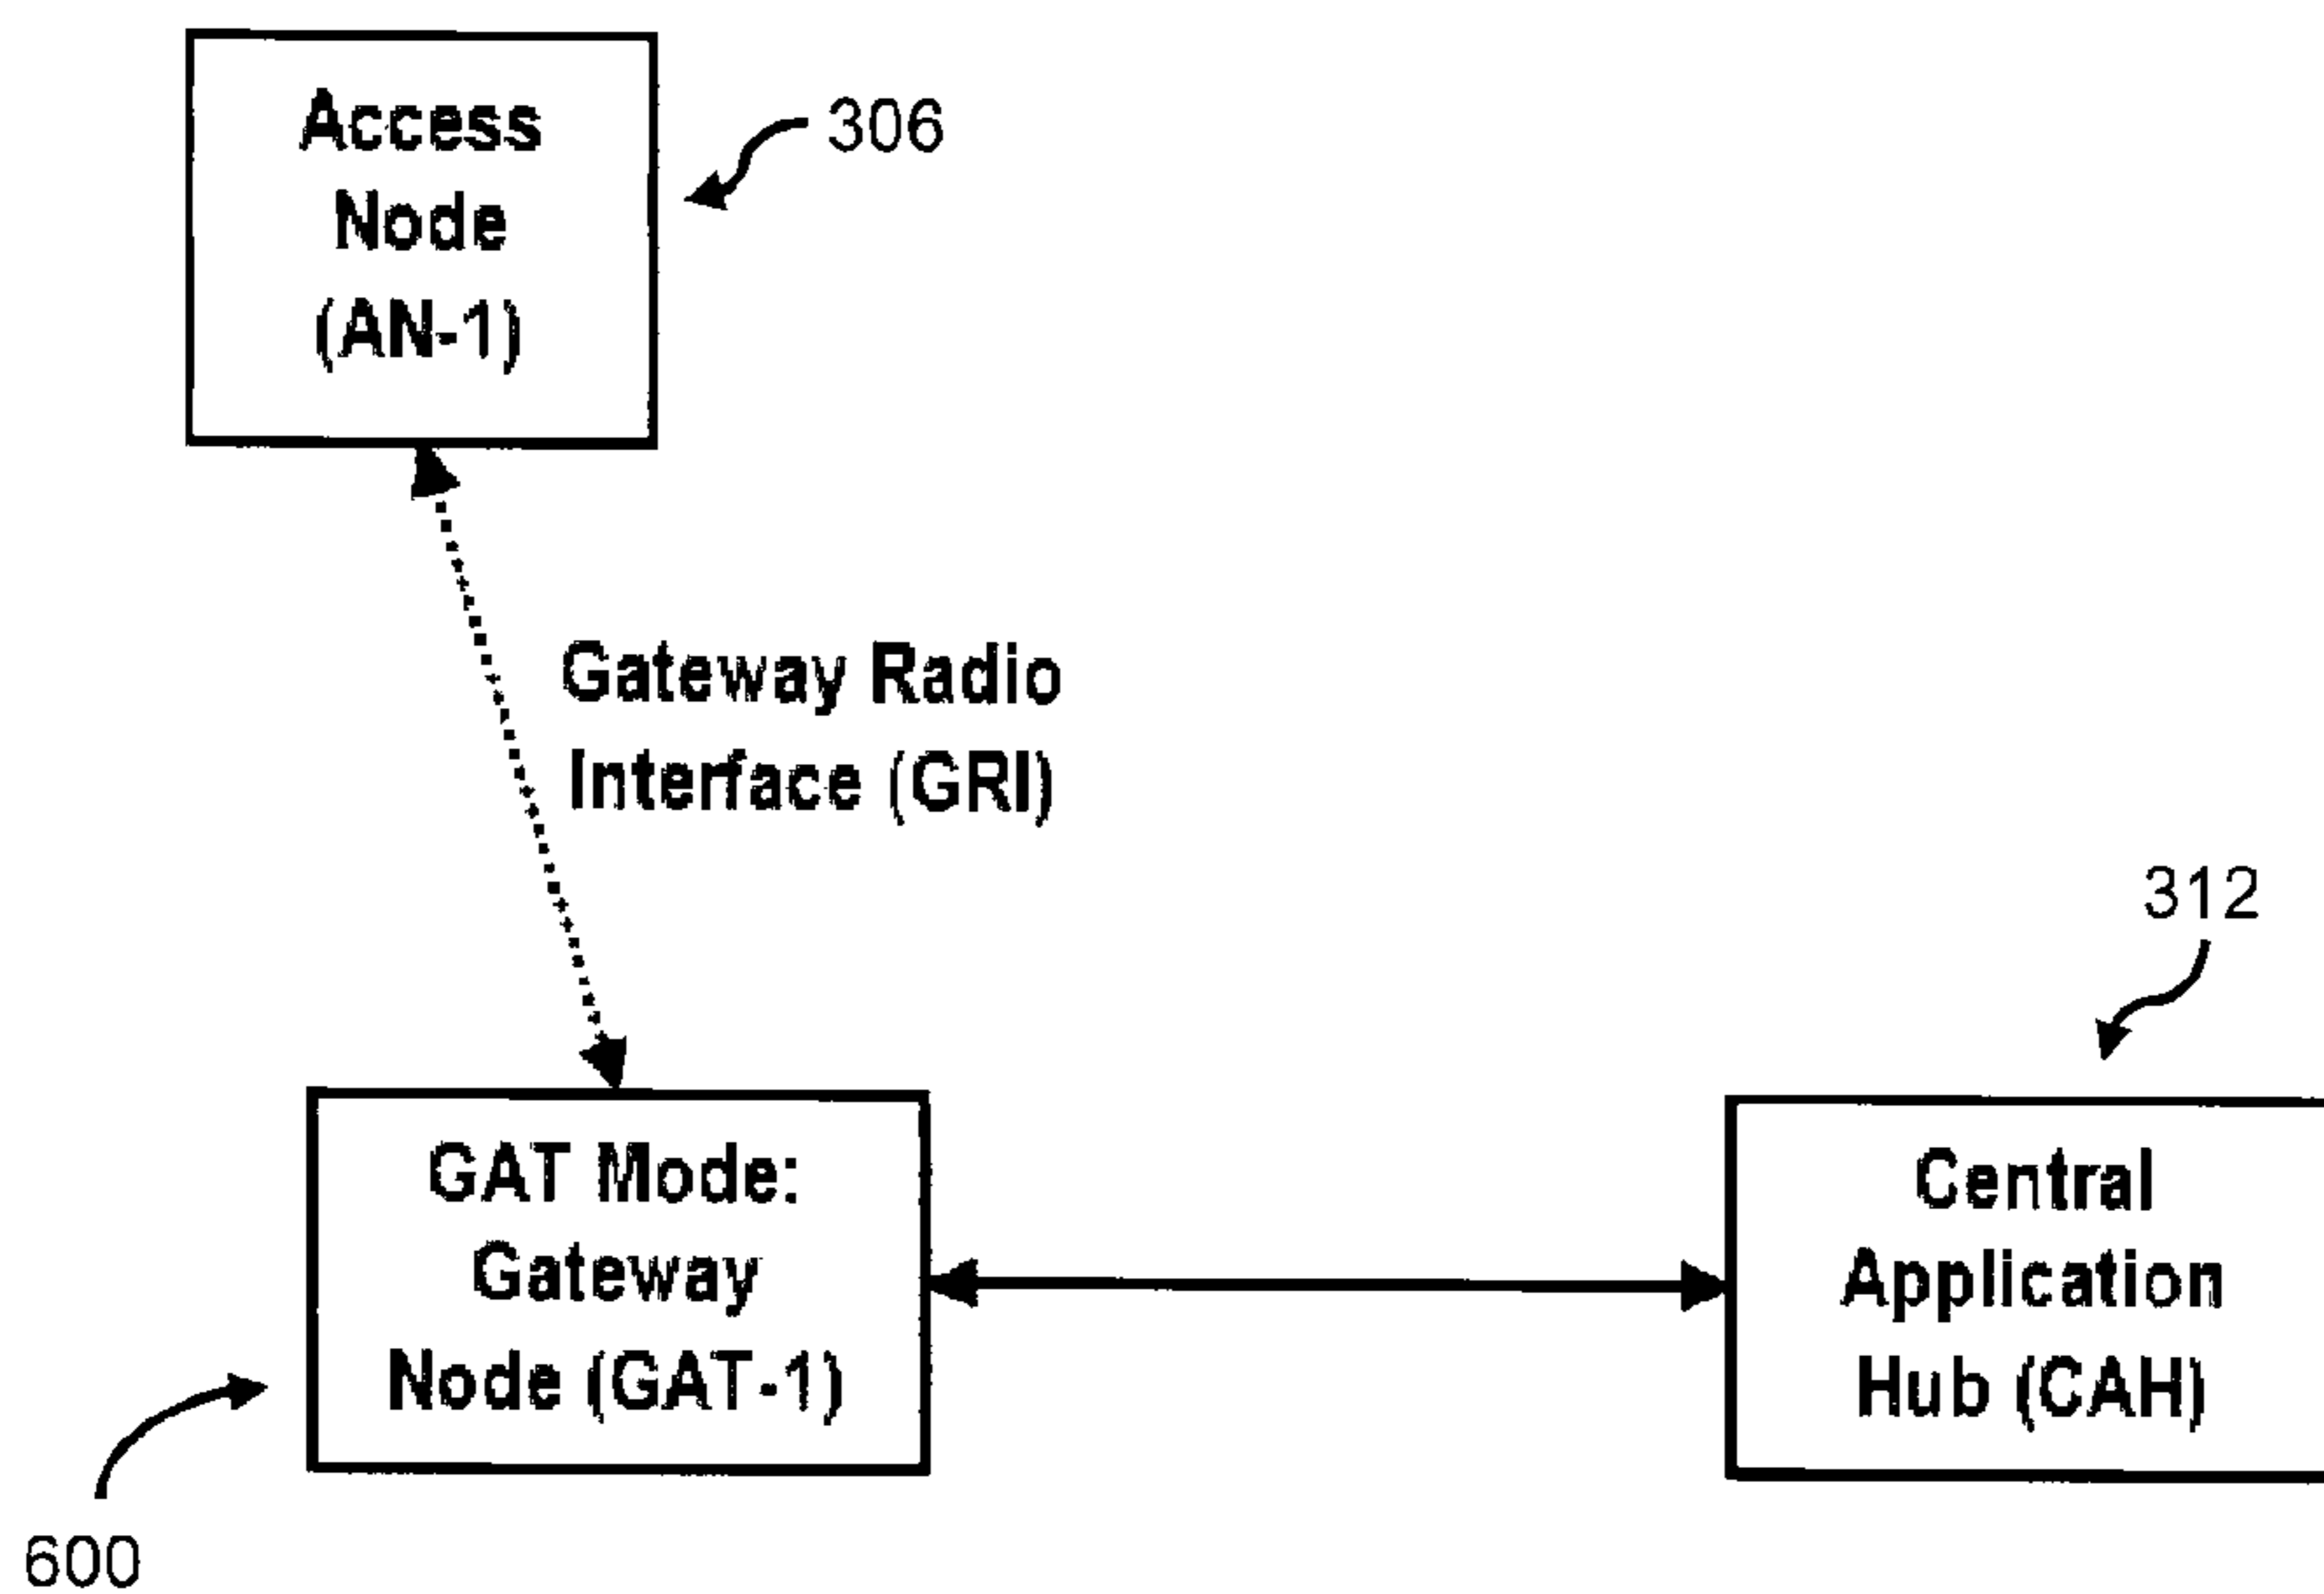 Access
Node
(AN-1)
306
Gateway Radio
Interface (GRI)
312
GAT Mode:
Gateway
Node (GAT-1)
Central
Application
Hub (CAH)
600